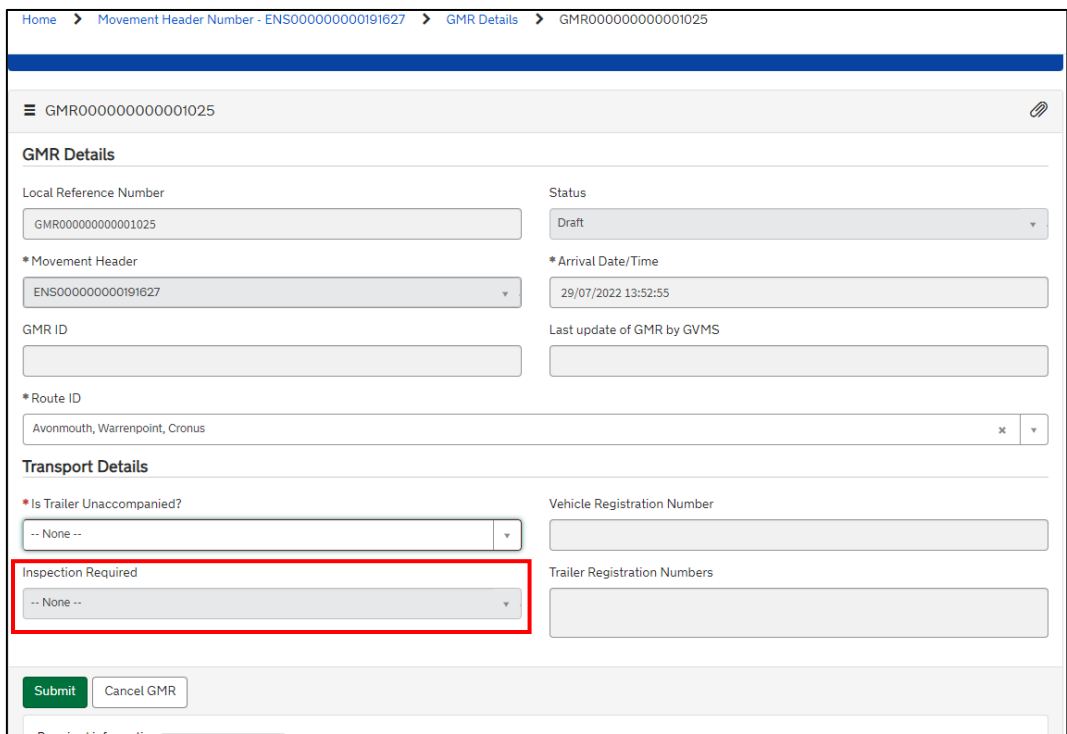 Home > Movement Header Number - ENS000000000191627 > GMR Details > GMR000000000001025
GMR000000000001025
GMR Details
Local Reference Number
GMR000000000001025
Status
Draft
* Movement Header
ENS000000000191627
* Arrival Date/Time
29/07/2022 13:52:55
GMR ID
Last update of GMR by GVMS
* Route ID
Avonmouth, Warrenpoint, Cronus
Transport Details
* Is Trailer Unaccompanied?
-- None --
Vehicle Registration Number
Inspection Required
-- None --
Trailer Registration Numbers
Submit
Cancel GMR